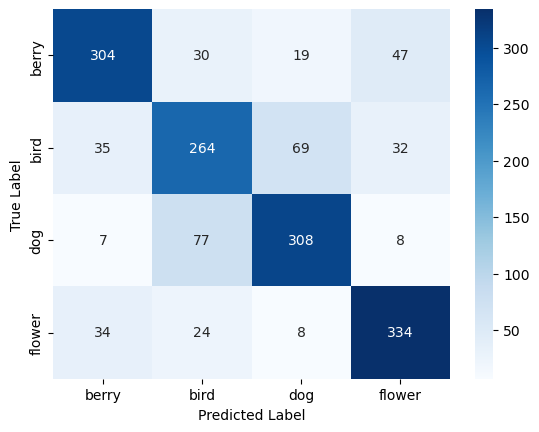 berry 304 30 19 47
bird 35 264 69 32
dog 7 77 308 8
flower 34 24 8 334
berry bird dog flower
True Label
Predicted Label
300
250
200
150
100
50